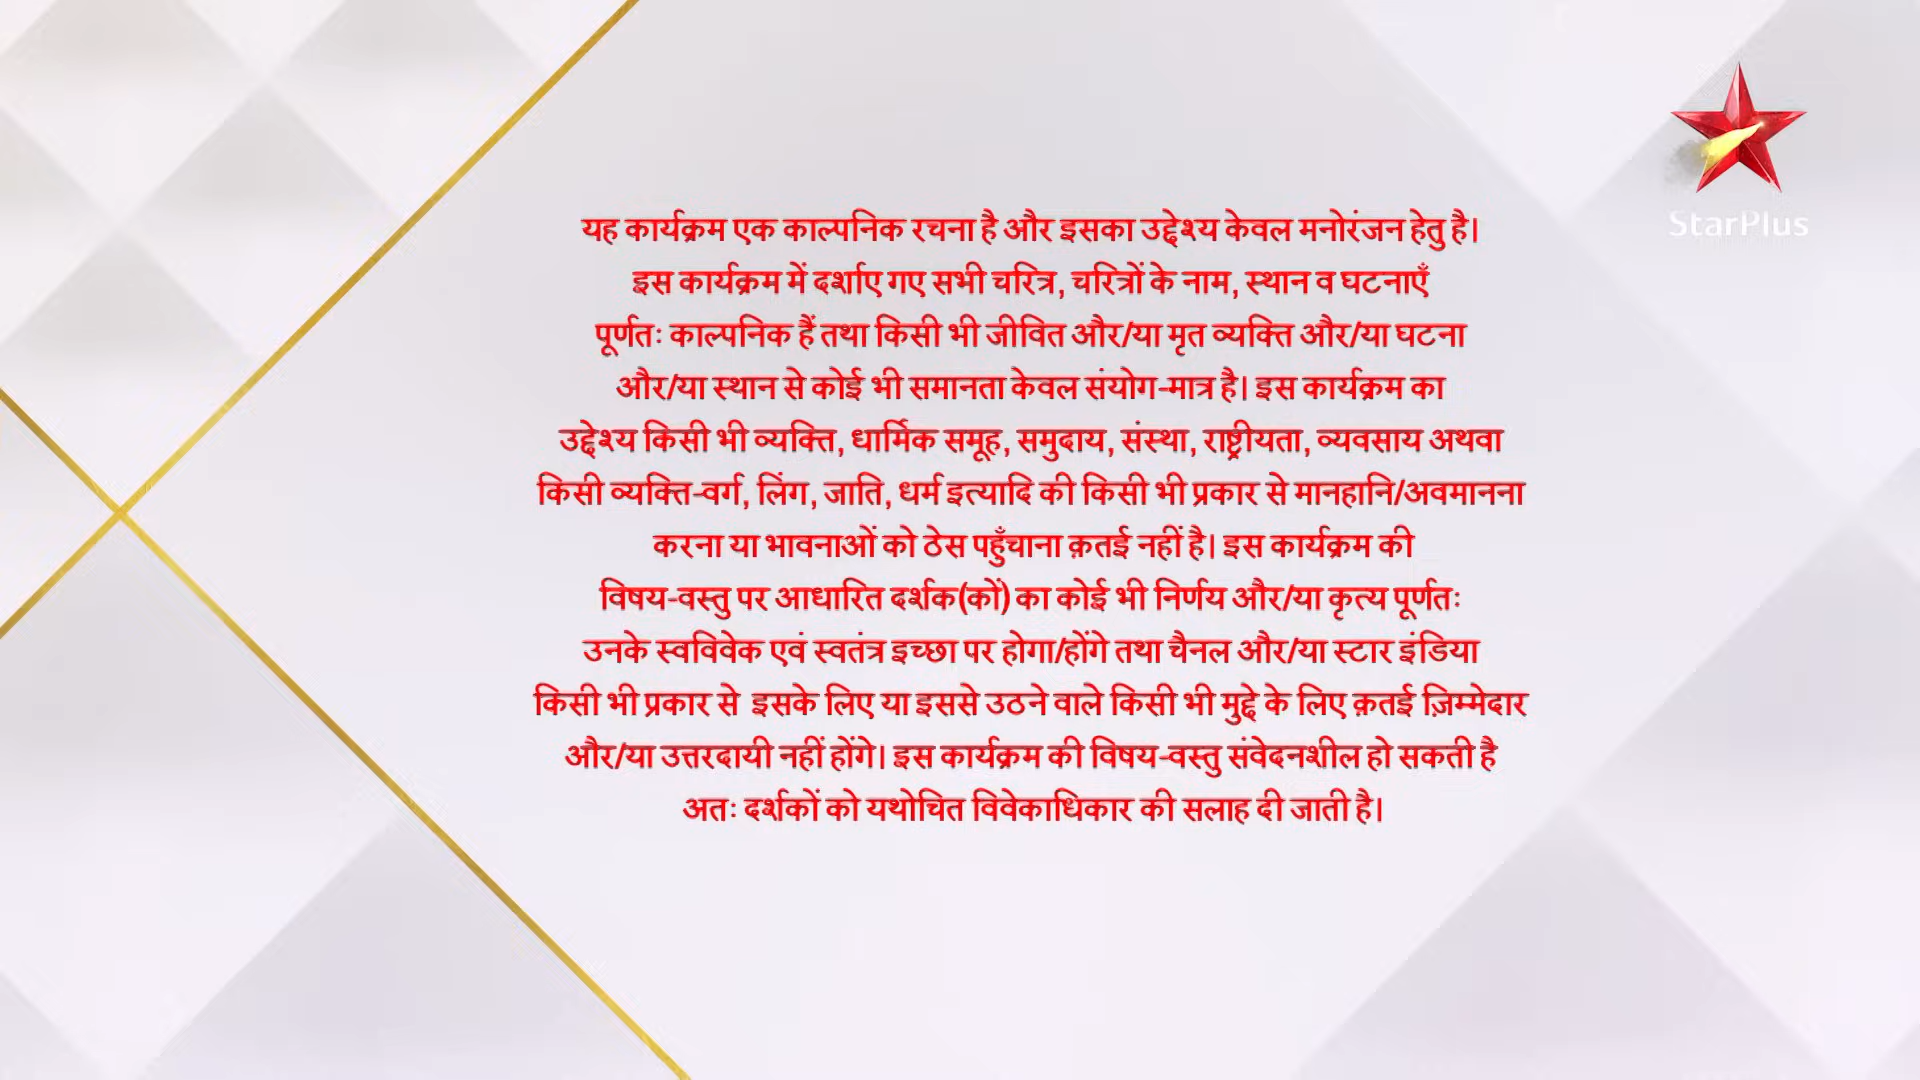 StarPlus
यह कार्यक्रम एक काल्पनिक रचना है और इसका उद्देश्य केवल मनोरंजन हेतु है।
इस कार्यक्रम में दर्शाए गए सभी चरित्र, चरित्रों के नाम, स्थान व घटनाएँ
पूर्णतः काल्पनिक हैं तथा किसी भी जीवित और/या मृत व्यक्ति और/या घटना
और/या स्थान से कोई भी समानता केवल संयोग-मात्र है। इस कार्यक्रम का
उद्देश्य किसी भी व्यक्ति, धार्मिक समूह, समुदाय, संस्था, राष्ट्रीयता, व्यवसाय अथवा
किसी व्यक्ति-वर्ग, लिंग, जाति, धर्म इत्यादि की किसी भी प्रकार से मानहानि/अवमानना
करना या भावनाओं को ठेस पहुँचाना क़तई नहीं है। इस कार्यक्रम की
विषय-वस्तु पर आधारित दर्शक(कों) का कोई भी निर्णय और/या कृत्य पूर्णतः
उनके स्वविवेक एवं स्वतंत्र इच्छा पर होगा/होंगे तथा चैनल और/या स्टार इंडिया
किसी भी प्रकार से इसके लिए या इससे उठने वाले किसी भी मुद्दे के लिए क़तई ज़िम्मेदार
और/या उत्तरदायी नहीं होंगे। इस कार्यक्रम की विषय-वस्तु संवेदनशील हो सकती है
अतः दर्शकों को यथोचित विवेकाधिकार की सलाह दी जाती है।